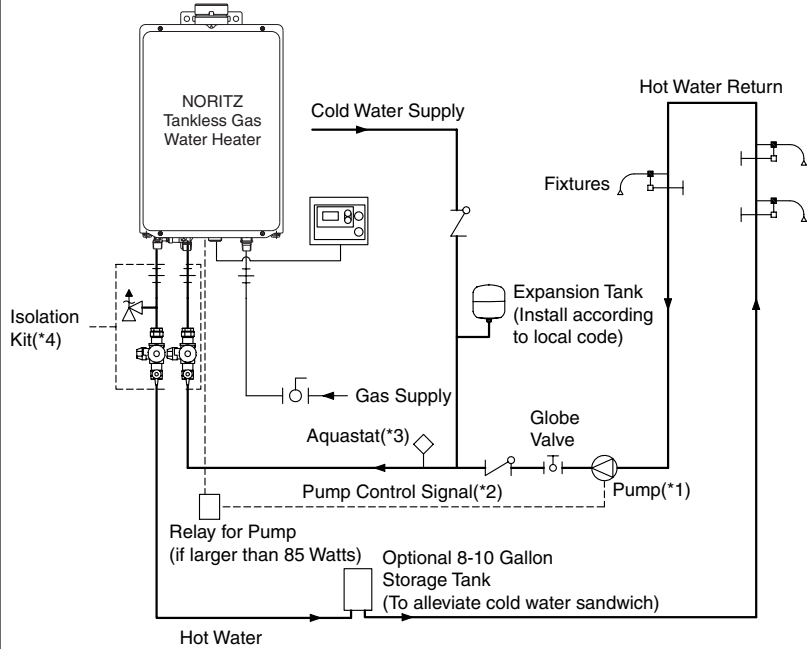 NORITZ
Tankless Gas
Water Heater
Cold Water Supply
Hot Water Return
Fixtures
Expansion Tank
(Install according
to local code)
Isolation
Kit(*4)
Gas Supply
Globe
Valve
Aquastat(*3)
Pump Control Signal(*2)
Pump(*1)
Relay for Pump
(if larger than 85 Watts)
Optional 8-10 Gallon
Storage Tank
(To alleviate cold water sandwich)
Hot Water